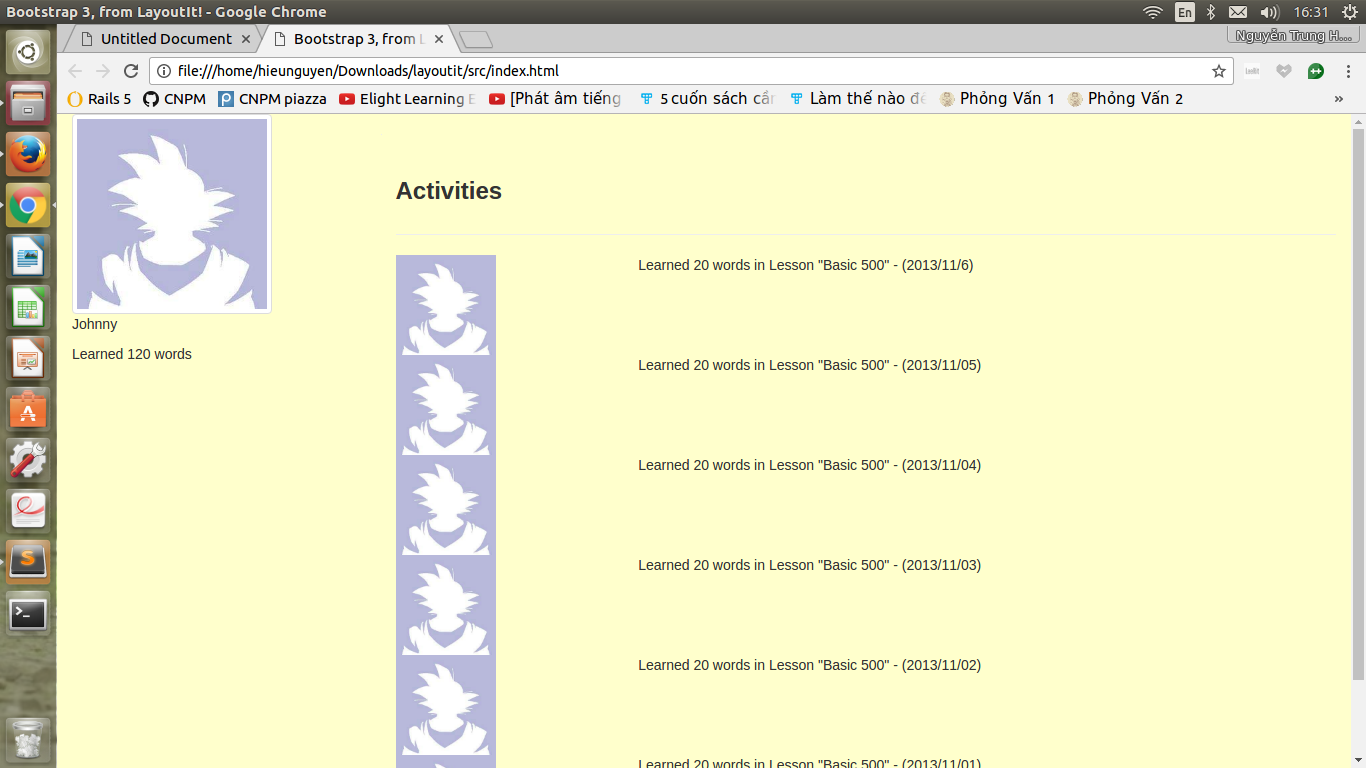 Bootstrap 3, from LayoutIt! - Google Chrome
En
16:31
Untitled Document
Bootstrap 3, from L
Nguyễn Trung H...
file:///home/hieunguyen/Downloads/layoutit/src/index.html
Rails 5
CNPM
CNPM piazza
Elight Learning E
[Phát âm tiếng
5 cuốn sách cần
Làm thế nào để
Phỏng Vấn 1
Phỏng Vấn 2
»
Activities
Learned 20 words in Lesson "Basic 500" - (2013/11/6)
Johnny
Learned 120 words
Learned 20 words in Lesson "Basic 500" - (2013/11/05)
Learned 20 words in Lesson "Basic 500" - (2013/11/04)
Learned 20 words in Lesson "Basic 500" - (2013/11/03)
Learned 20 words in Lesson "Basic 500" - (2013/11/02)
Learned 20 words in Lesson "Basic 500" - (2013/11/01)